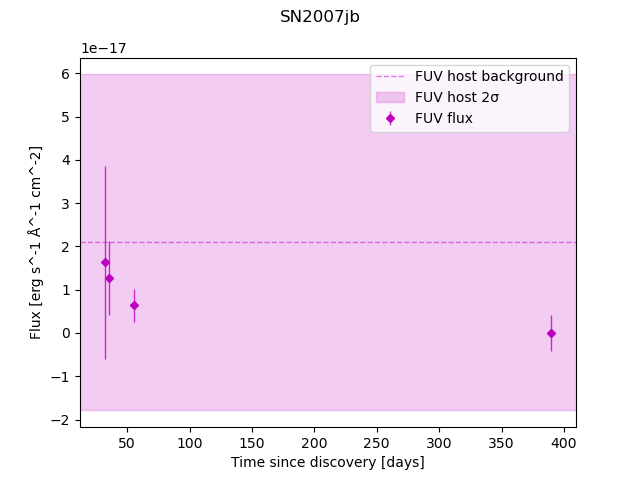 SN2007jb
1e−17
FUV host background
FUV host 2σ
FUV flux
6
5
4
3
2
1
0
−1
−2
Flux [erg s^-1 Å^-1 cm^-2]
50
100
150
200
250
300
350
400
Time since discovery [days]